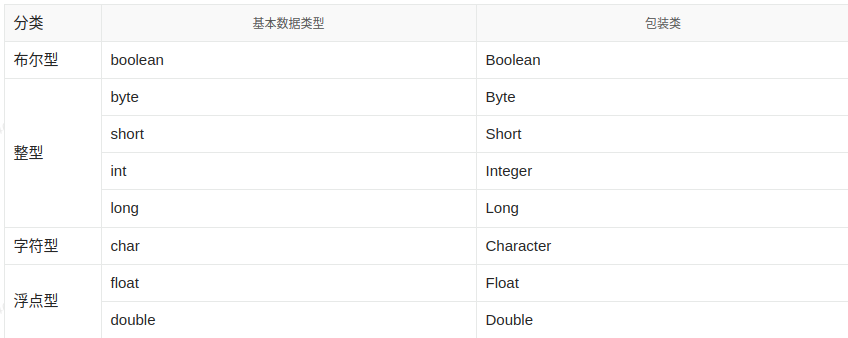 分类 基本数据类型 包装类
布尔型 boolean Boolean
整型 byte Byte
short Short
int Integer
long Long
字符型 char Character
浮点型 float Float
double Double